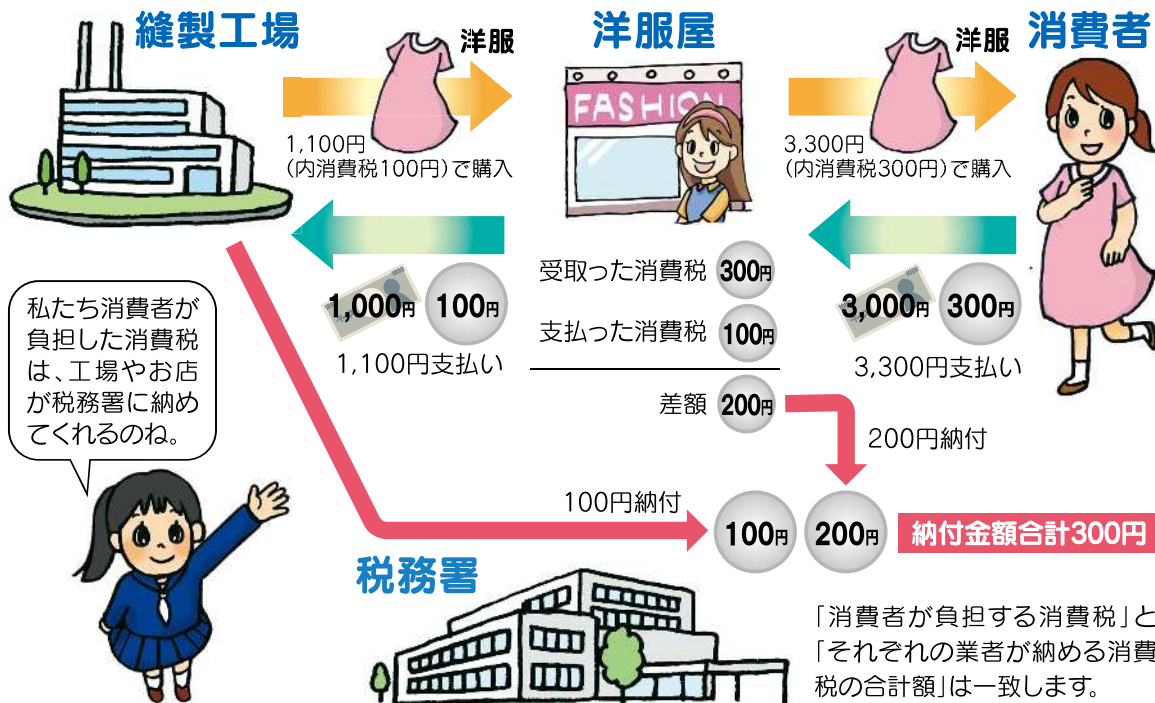 縫製工場
洋服
洋服屋
洋服
消費者
FASHION
1,100円
(内消費税100円)で購入
3,300円
(内消費税300円)で購入
1,000円 100円
1,100円支払い
受取った消費税 300円
支払った消費税 100円
差額 200円
3,000円 300円
3,300円支払い
私たち消費者が
負担した消費税
は、工場やお店
が税務署に納め
てくれるのね。
200円納付
100円納付
100円 200円
納付金額合計300円
税務署
「消費者が負担する消費税」と
「それぞれの業者が納める消費
税の合計額」は一致します。